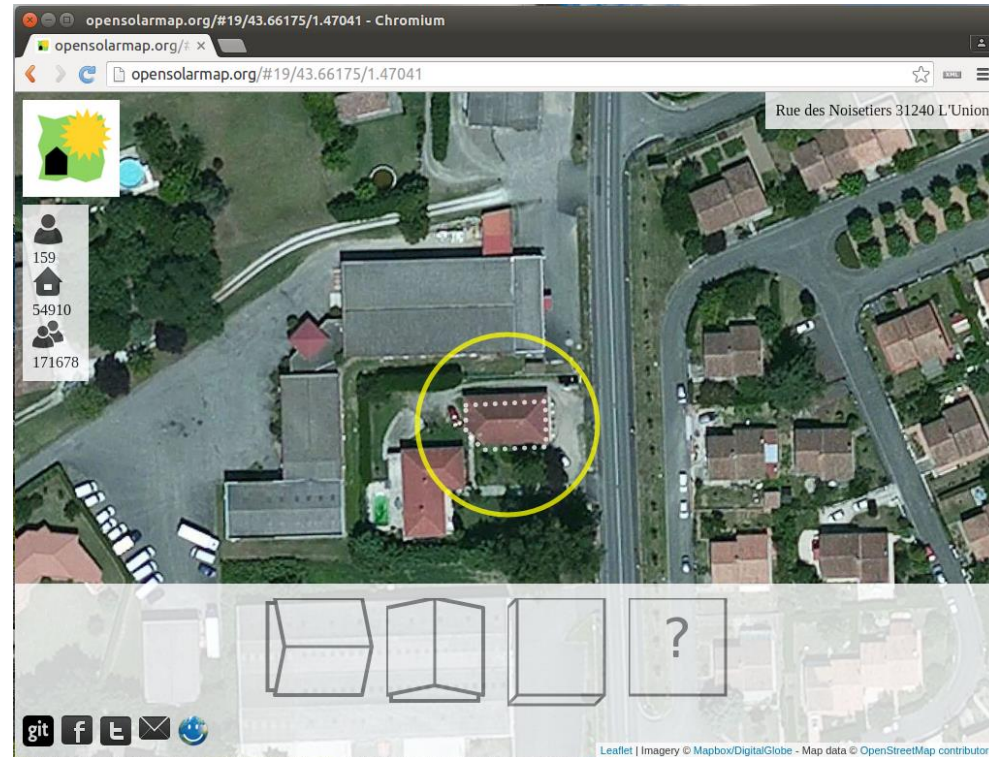 opensolarmap.org/#19/43.66175/1.47041 - Chromium
opensolarmap.org/#
opensolarmap.org/#19/43.66175/1.47041
Rue des Noisetiers 31240 L'Union
159
54910
171678
?
git
Leaflet | Imagery © Mapbox/DigitalGlobe - Map data © OpenStreetMap contributor